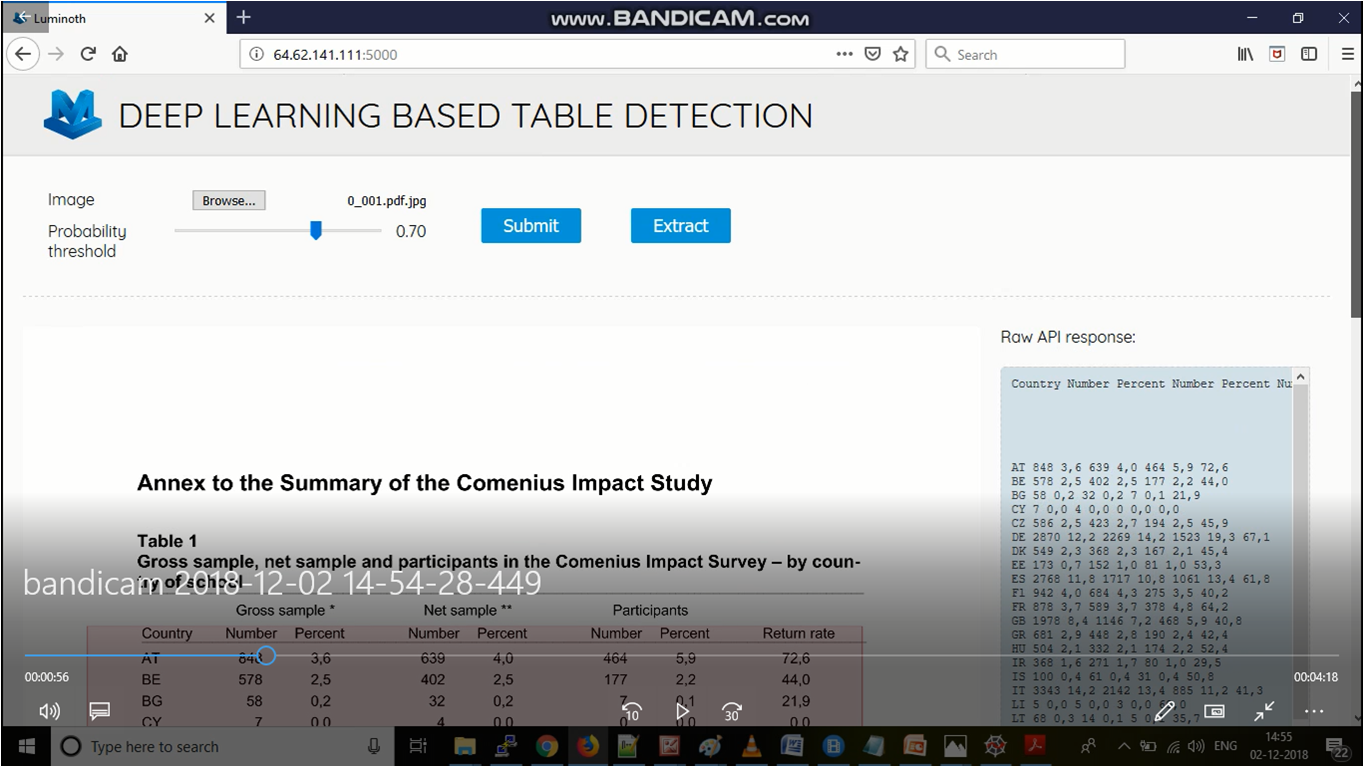 Luminoth
www.BANDICAM.com
64.62.141.111:5000
Search
DEEP LEARNING BASED TABLE DETECTION
Image
Browse...
0_001.pdf.jpg
Submit
Extract
Probability
threshold
0.70
Raw API response:
Country Number Percent Number Percent Nu
AT 848 3,6 639 4,0 464 5,9 72,6
BE 578 2,5 402 2,5 177 2,2 44,0
BG 58 0,2 32 0,2 7 0,1 21,9
CY 7 0,0 4 0,0 0 0,0 0,0
CZ 586 2,5 423 2,7 194 2,5 45,9
DE 2870 12,2 2269 14,2 1523 19,3 67,1
DK 549 2,3 368 2,3 167 2,1 45,4
EE 173 0,7 152 1,0 81 1,0 53,3
ES 2768 11,8 1717 10,8 1061 13,4 61,8
F1 942 4,0 684 4,3 275 3,5 40,2
FR 878 3,7 589 3,7 378 4,8 64,2
GB 1978 8,4 1146 7,2 468 5,9 40,8
GR 681 2,9 448 2,8 190 2,4 42,4
HU 504 2,1 332 2,1 174 2,2 52,4
IR 368 1,6 271 1,7 80 1,0 29,5
IS 100 0,4 61 0,4 31 0,4 50,8
IT 3343 14,2 2142 13,4 885 11,2 41,3
LI 5 0,0 5 0,0 3 0,0
LT 68 0,3 14 0,1 5 35,7
Annex to the Summary of the Comenius Impact Study
Table 1
Gross sample, net sample and participants in the Comenius Impact Survey – by coun-
try of school
bandicam 2018-12-02 14-54-28-449
Gross sample * Net sample ** Participants
Country Number Percent Number Percent Number Percent Return rate
AT 848 3,6 639 4,0 464 5,9 72,6
BE 578 2,5 402 2,5 177 2,2 44,0
BG 58 0,2 32 0,2 7 0,1 21,9
CY 7 0,0 4 0,0 0 0,0 0,0
00:00:56
00:04:18
10
30
Type here to search
ENG
14:55
02-12-2018
22